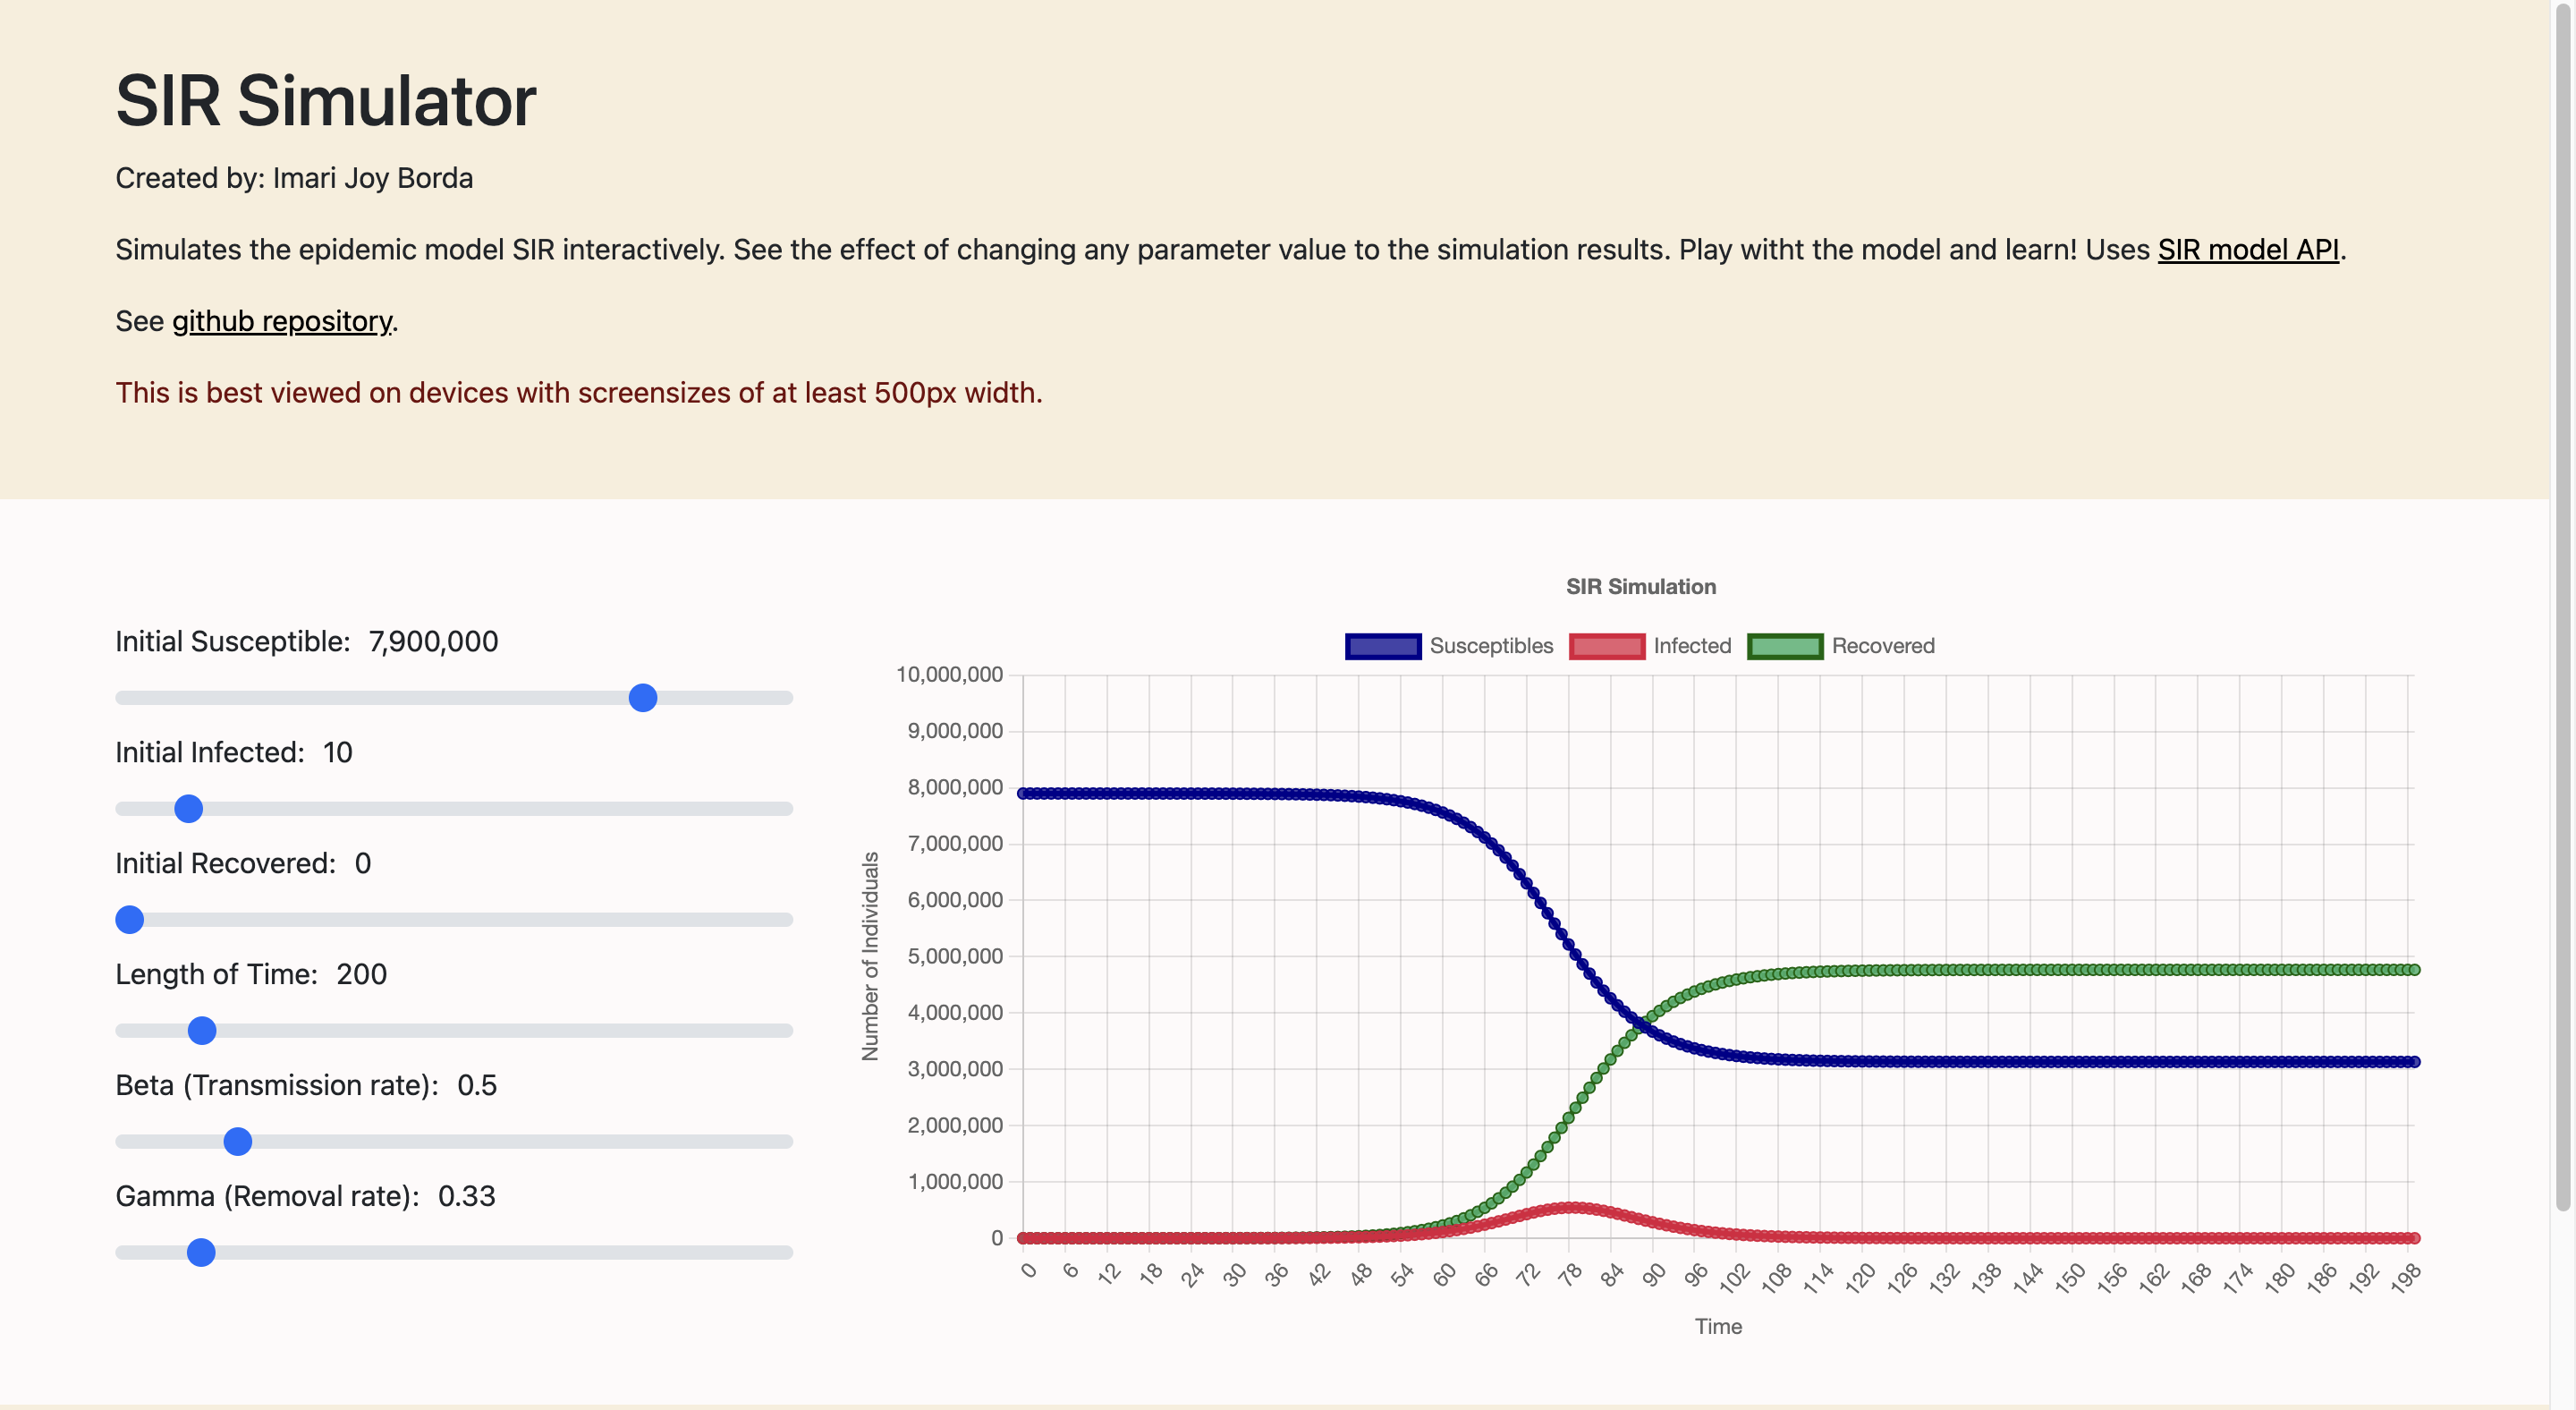 SIR Simulator
Created by: Imari Joy Borda
Simulates the epidemic model SIR interactively. See the effect of changing any parameter value to the simulation results. Play witht the model and learn! Uses SIR model API.
See github repository.
This is best viewed on devices with screensizes of at least 500px width.
Initial Susceptible: 7,900,000
Initial Infected: 10
Initial Recovered: 0
Length of Time: 200
Beta (Transmission rate): 0.5
Gamma (Removal rate): 0.33
SIR Simulation
Susceptibles Infected Recovered
10,000,000
9,000,000
8,000,000
7,000,000
6,000,000
5,000,000
4,000,000
3,000,000
2,000,000
1,000,000
0
Number of Individuals
0 6 12 18 24 30 36 42 48 54 60 66 72 78 84 90 96 102 108 114 120 126 132 138 144 150 156 162 168 174 180 186 192 198
Time